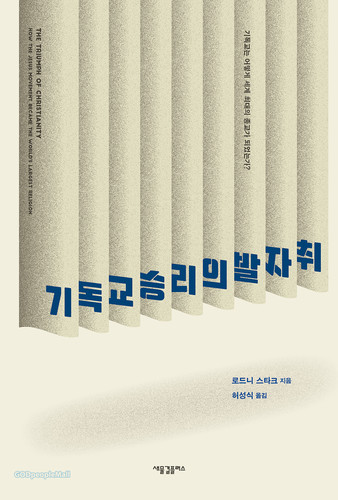 THE TRIUMPH OF CHRISTIANITY
HOW THE JESUS MOVEMENT BECAME THE WORLD'S LARGEST RELIGION
기독교는 어떻게 세계 최대의 종교가 되었는가?
기독교 승리의 발자취
로드니 스타크 지음
허성식 옮김
새물결플러스
GODpeopleMall